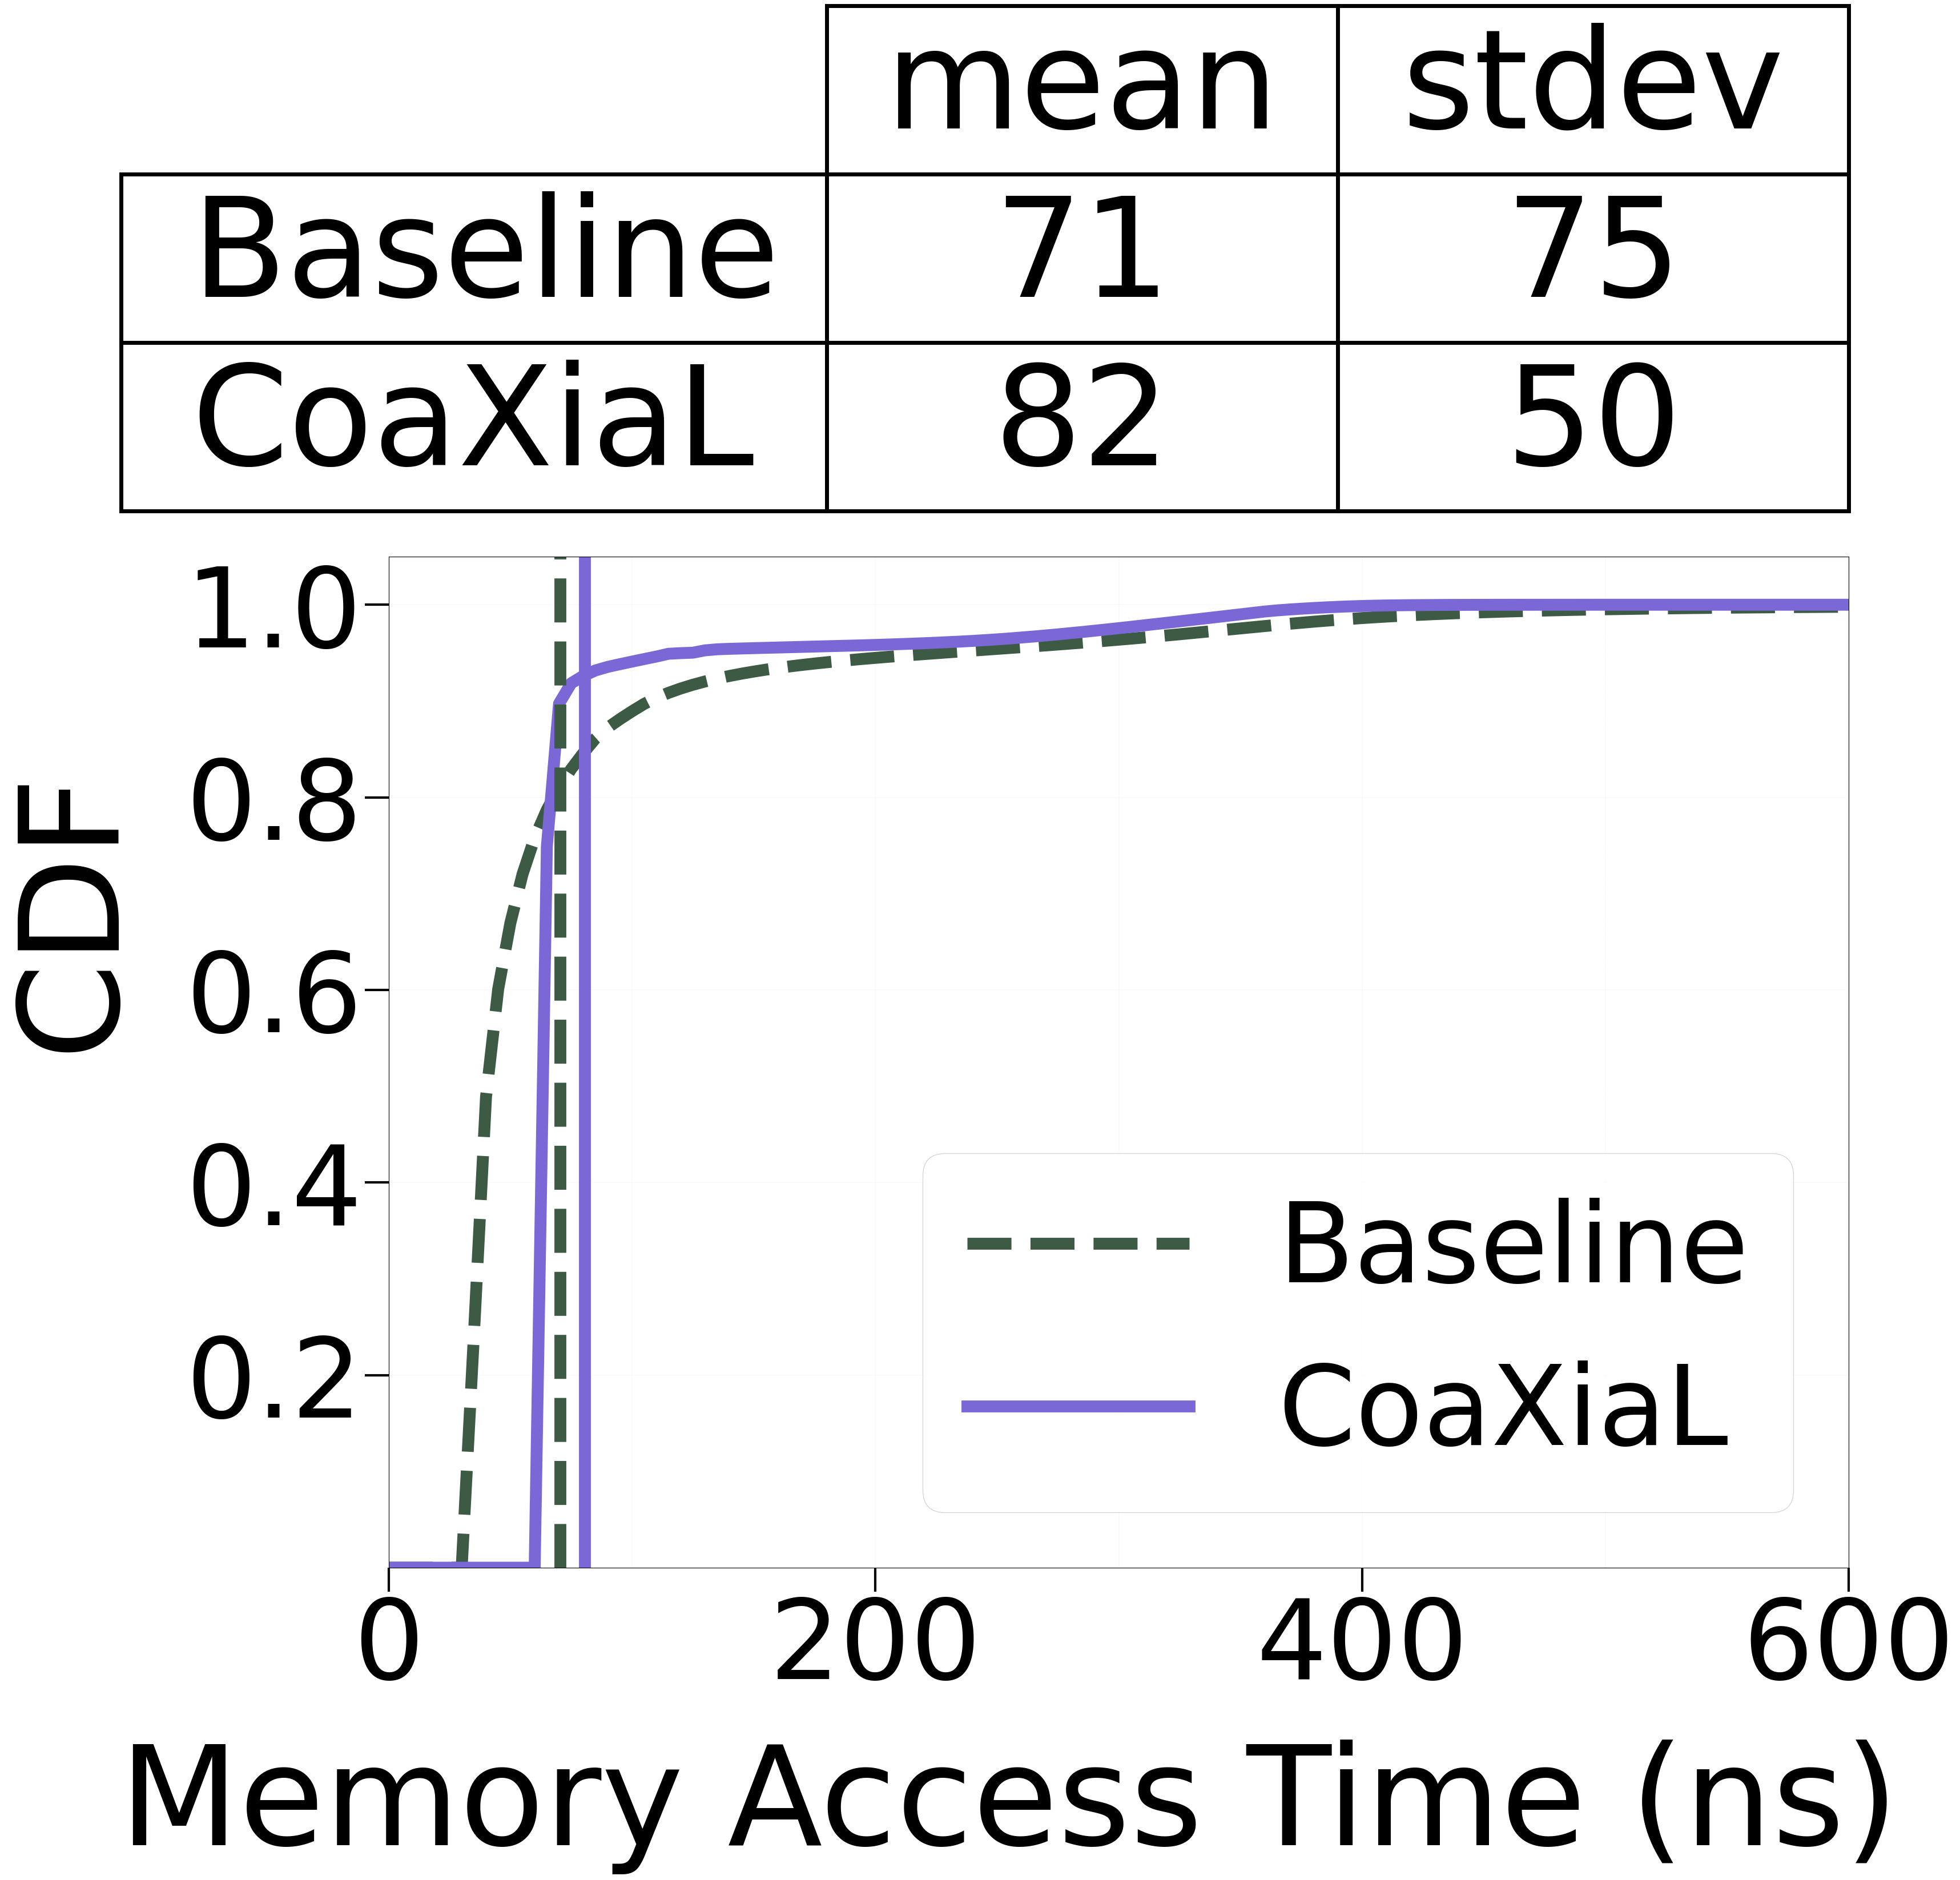 mean stdev
Baseline 71 75
CoaXiaL 82 50
1.0
0.8
0.6
0.4
0.2
CDF
Baseline
CoaXiaL
0 200 400 600
Memory Access Time (ns)